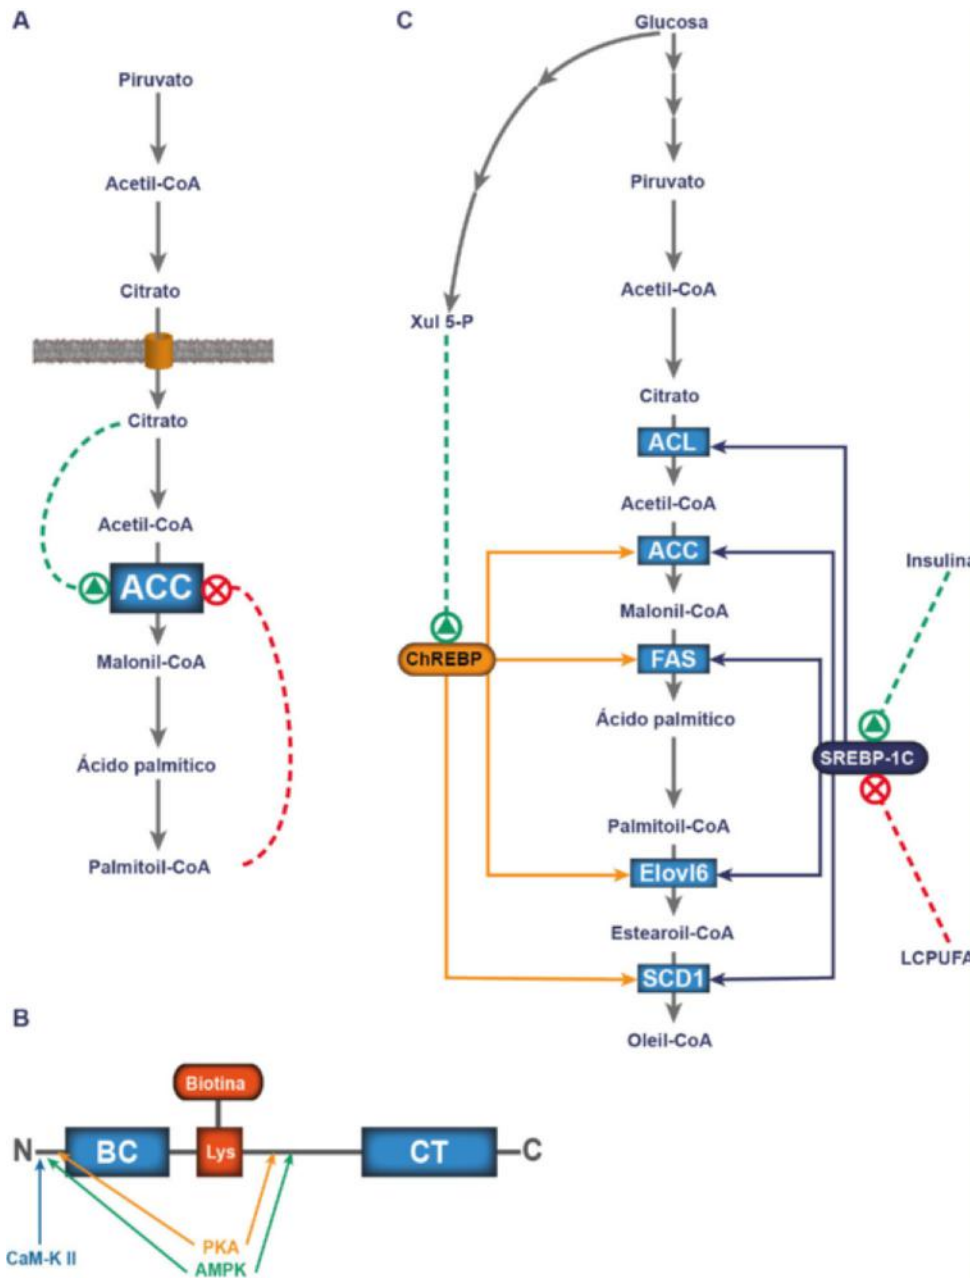 A
Piruvato
Acetil-CoA
Citrato
Citrato
Acetil-CoA
ACC
Malonil-CoA
Ácido palmítico
Palmitoil-CoA
C
Glucosa
Piruvato
Acetil-CoA
Xul 5-P
Citrato
ACL
Acetil-CoA
ACC
Insulina
Malonil-CoA
ChREBP
FAS
Ácido palmítico
SREBP-1C
Palmitoil-CoA
Elovl6
Estearoil-CoA
LCPUFA
SCD1
Oleil-CoA
B
Biotina
N
BC
Lys
CT
C
PKA
CaM-K II
AMPK